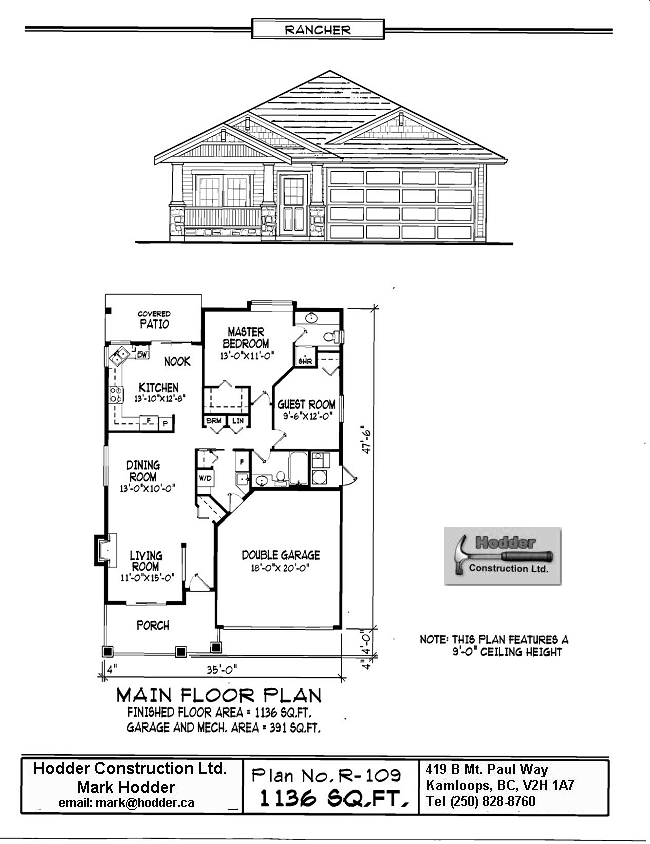 RANCHER
COVERED
PATIO
MASTER
BEDROOM
13'-0"X11'-0"
DW
NOOK
SHR
KITCHEN
13'-10"X12'-8"
GUEST ROOM
9'-6"X12'-0"
F
P
BRM
LIN
47'-6"
DINING
ROOM
13'-0"X10'-0"
F
W/D
LIVING
ROOM
11'-0"X15'-0"
DOUBLE GARAGE
18'-0"X 20'-0"
Hodder
Construction Ltd.
PORCH
4'-0"
4"
NOTE: THIS PLAN FEATURES A
9'-0" CEILING HEIGHT
4"
35'-0"
MAIN FLOOR PLAN
FINISHED FLOOR AREA = 1136 SQ.FT.
GARAGE AND MECH. AREA = 391 SQ.FT.
Hodder Construction Ltd.
Mark Hodder
email: mark@hodder.ca
Plan No. R-109
1136 SQ.FT.
419 B Mt. Paul Way
Kamloops, BC, V2H 1A7
Tel (250) 828-8760